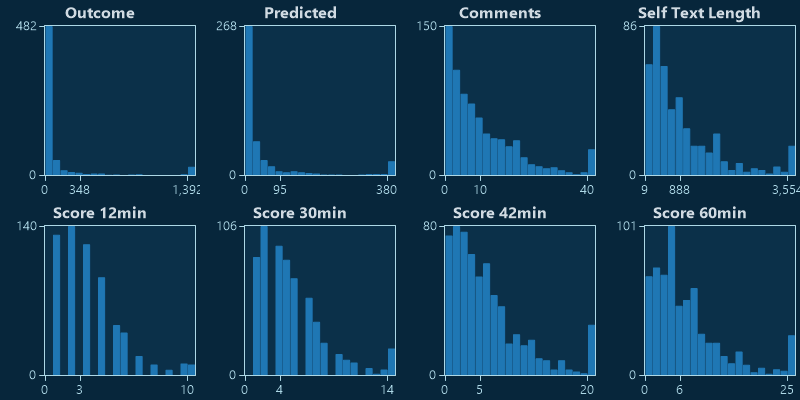 Outcome Predicted Comments Self Text Length
482 268 150 86
0 0 0 0
0 348 1,392 0 95 380 0 10 40 9 888 3,554
Score 12min Score 30min Score 42min Score 60min
140 106 80 101
0 0 0 0
0 3 10 0 4 14 0 5 20 0 6 25